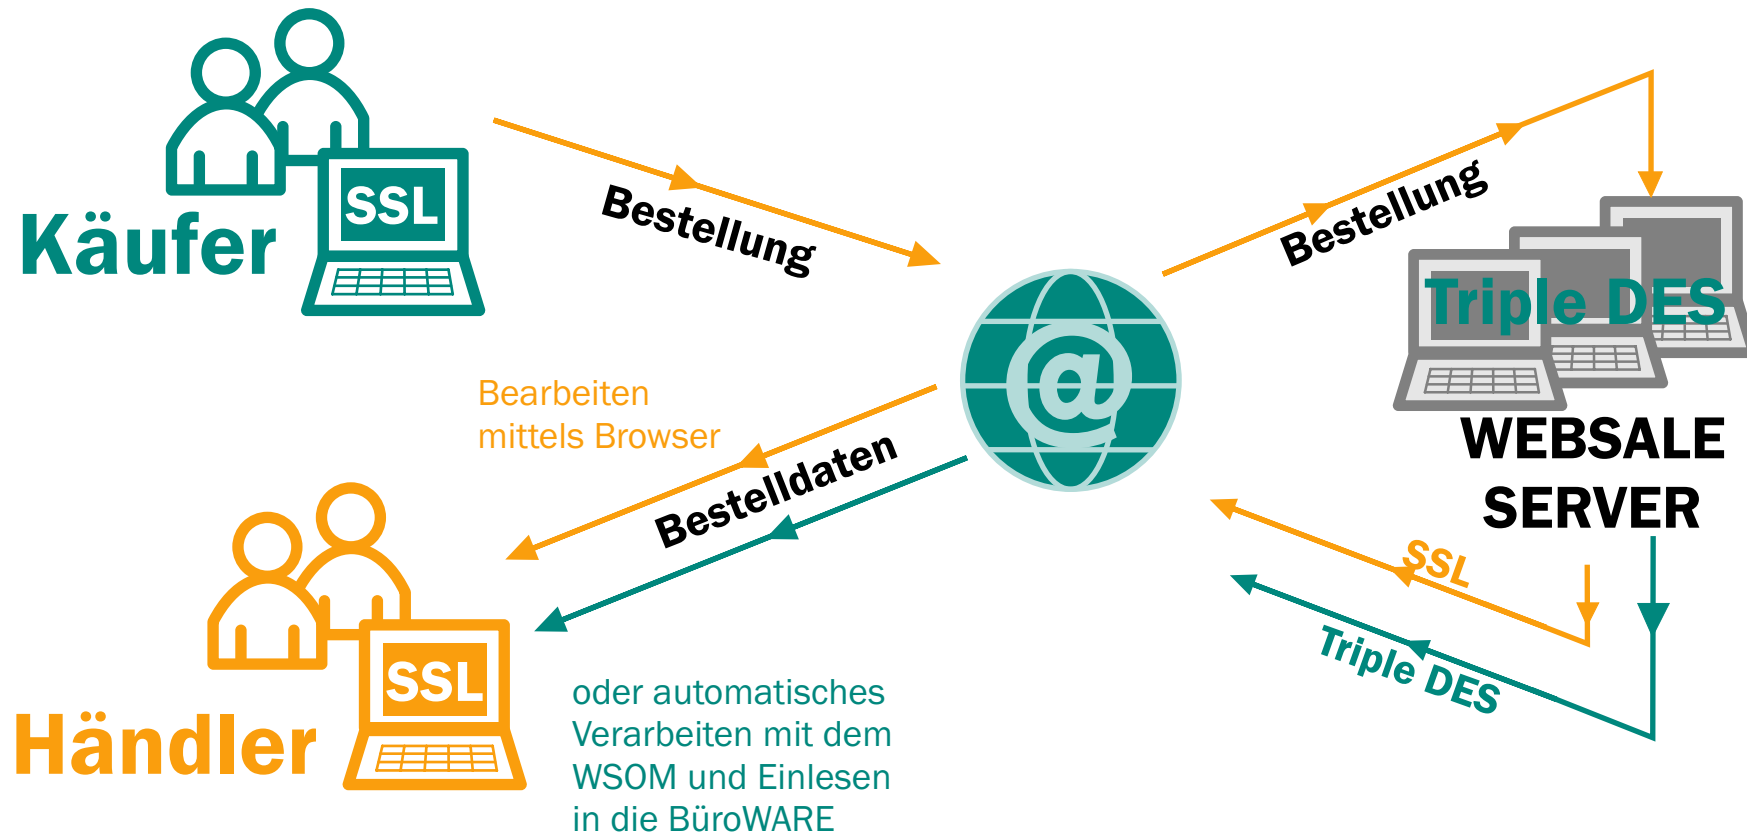 SSL
Käufer
Bestellung
Bestellung
Triple DES
WEBSALE
SERVER
@
Bearbeiten
mittels Browser
Bestelldaten
SSL
Triple DES
SSL
Händler
oder automatisches
Verarbeiten mit dem
WSOM und Einlesen
in die BüroWARE